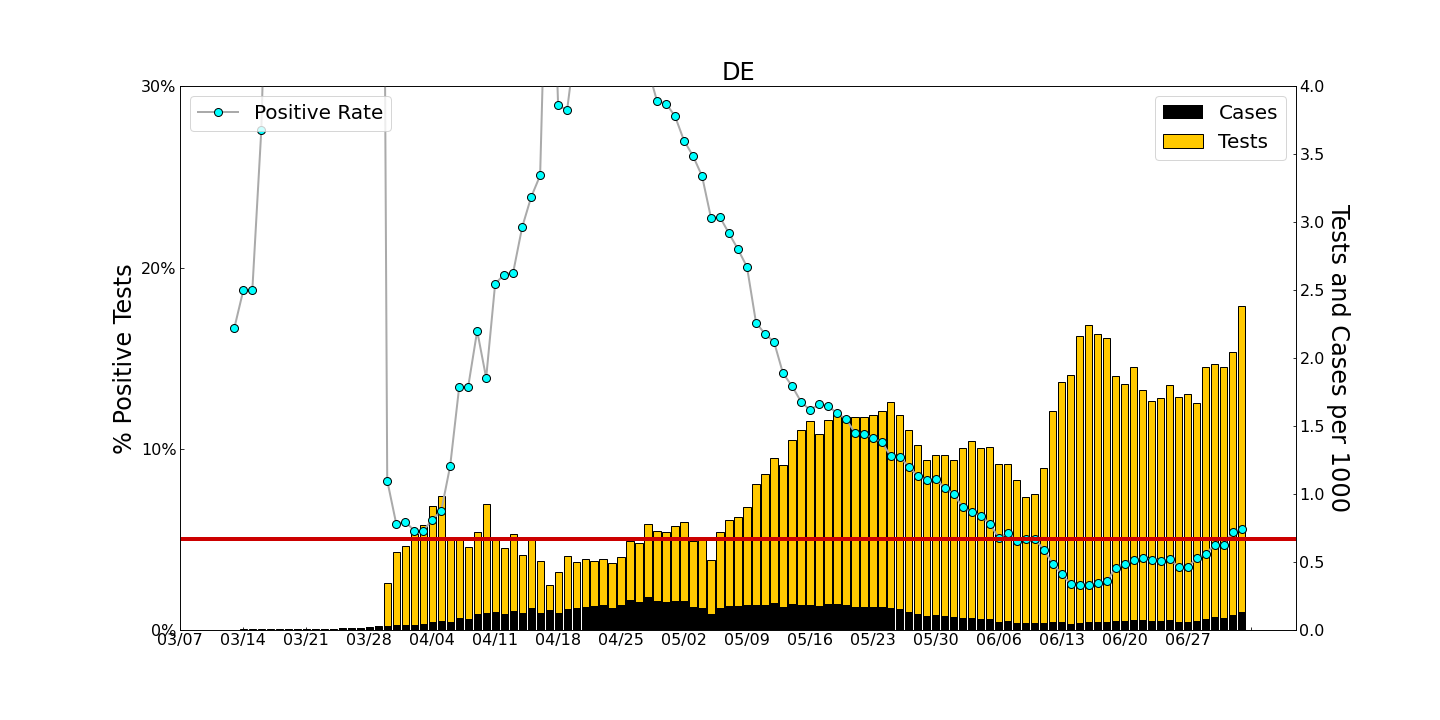 DE
Positive Rate
Cases
Tests
30%
20%
10%
0%
% Positive Tests
4.0
3.5
3.0
2.5
2.0
1.5
1.0
0.5
0.0
Tests and Cases per 1000
03/07 03/14 03/21 03/28 04/04 04/11 04/18 04/25 05/02 05/09 05/16 05/23 05/30 06/06 06/13 06/20 06/27